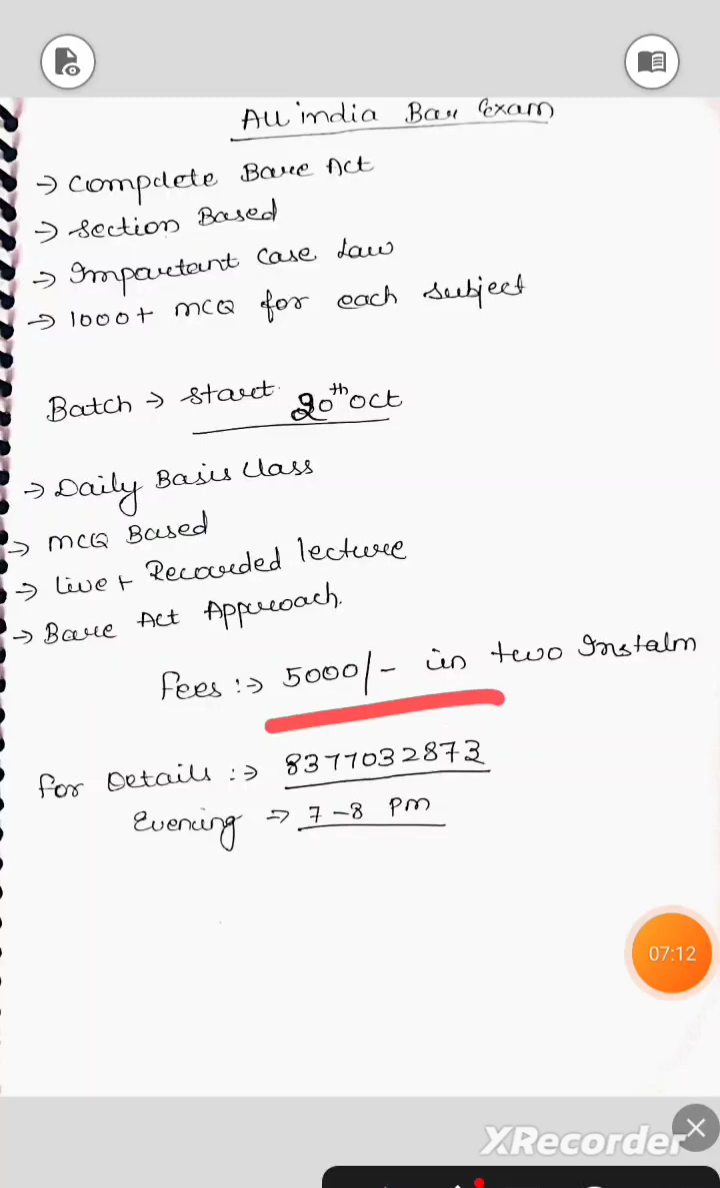 All india Bar Exam
→ Complete Bare Act
→ Section Based
→ Important Case Law
→ 1000+ MCQ for each subject
Batch → start 20th Oct
→ Daily Basis Class
→ MCQ Based
→ Live + Recorded lecture
→ Bare Act Approach.
Fees :→ 5000/- in two Instalm
For Details :→ 8377032873
Evening → 7-8 PM
07:12
XRecorder